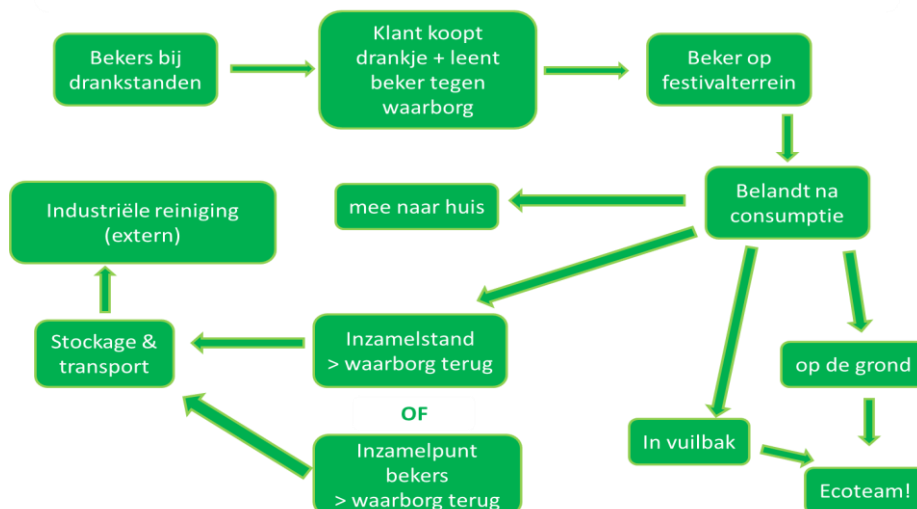 Bekers bij
drankstanden
Klant koopt
drankje + leent
beker tegen
waarborg
Beker op
festivalterrein
Belandt na
consumptie
mee naar huis
Industriële reiniging
(extern)
Stockage &
transport
Inzamelstand
> waarborg terug
OF
Inzamelpunt
bekers
> waarborg terug
In vuilbak
op de grond
Ecoteam!